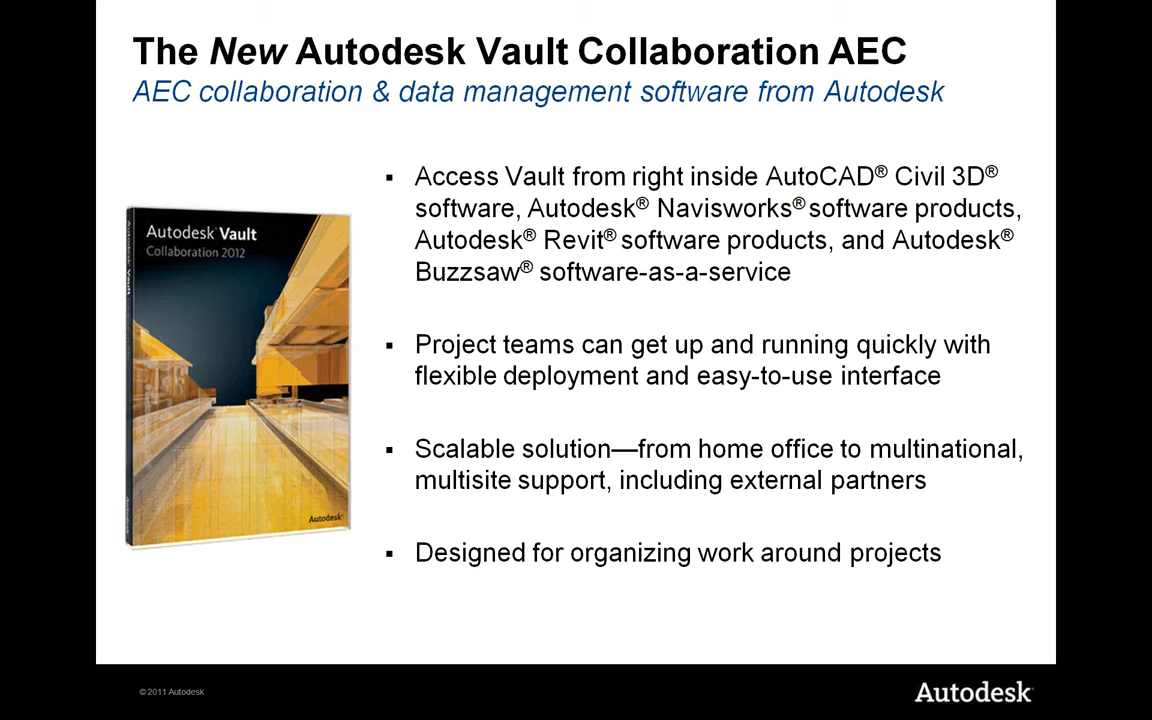 The New Autodesk Vault Collaboration AEC
AEC collaboration & data management software from Autodesk
▪ Access Vault from right inside AutoCAD® Civil 3D®
software, Autodesk® Navisworks® software products,
Autodesk® Revit® software products, and Autodesk®
Buzzsaw® software-as-a-service
▪ Project teams can get up and running quickly with
flexible deployment and easy-to-use interface
▪ Scalable solution—from home office to multinational,
multisite support, including external partners
▪ Designed for organizing work around projects
Autodesk® Vault
Collaboration 2012
Autodesk
© 2011 Autodesk
Autodesk